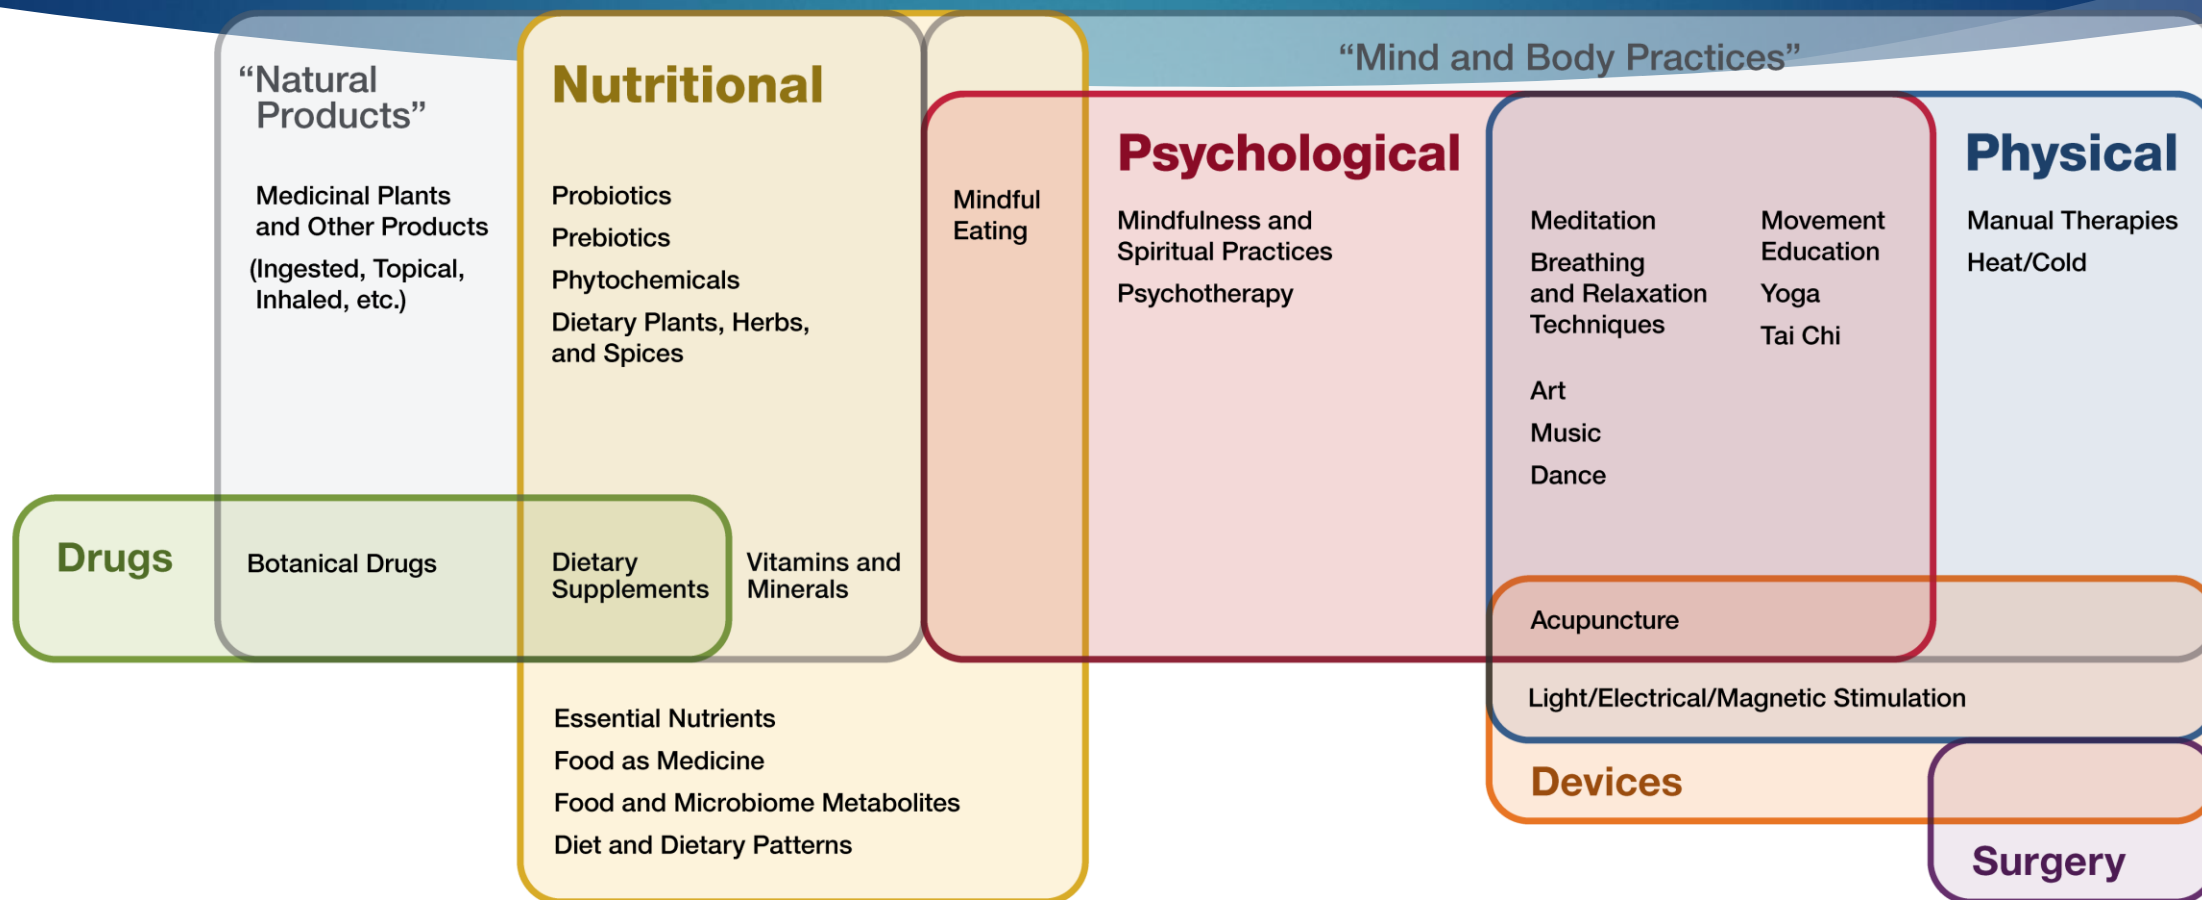 “Natural
Products”
Medicinal Plants
and Other Products
(Ingested, Topical,
Inhaled, etc.)
Nutritional
Probiotics
Prebiotics
Phytochemicals
Dietary Plants, Herbs,
and Spices
Mindful
Eating
“Mind and Body Practices”
Psychological
Mindfulness and
Spiritual Practices
Psychotherapy
Meditation
Breathing
and Relaxation
Techniques
Art
Music
Dance
Movement
Education
Yoga
Tai Chi
Physical
Manual Therapies
Heat/Cold
Drugs
Botanical Drugs
Dietary
Supplements
Vitamins and
Minerals
Acupuncture
Light/Electrical/Magnetic Stimulation
Essential Nutrients
Food as Medicine
Food and Microbiome Metabolites
Diet and Dietary Patterns
Devices
Surgery